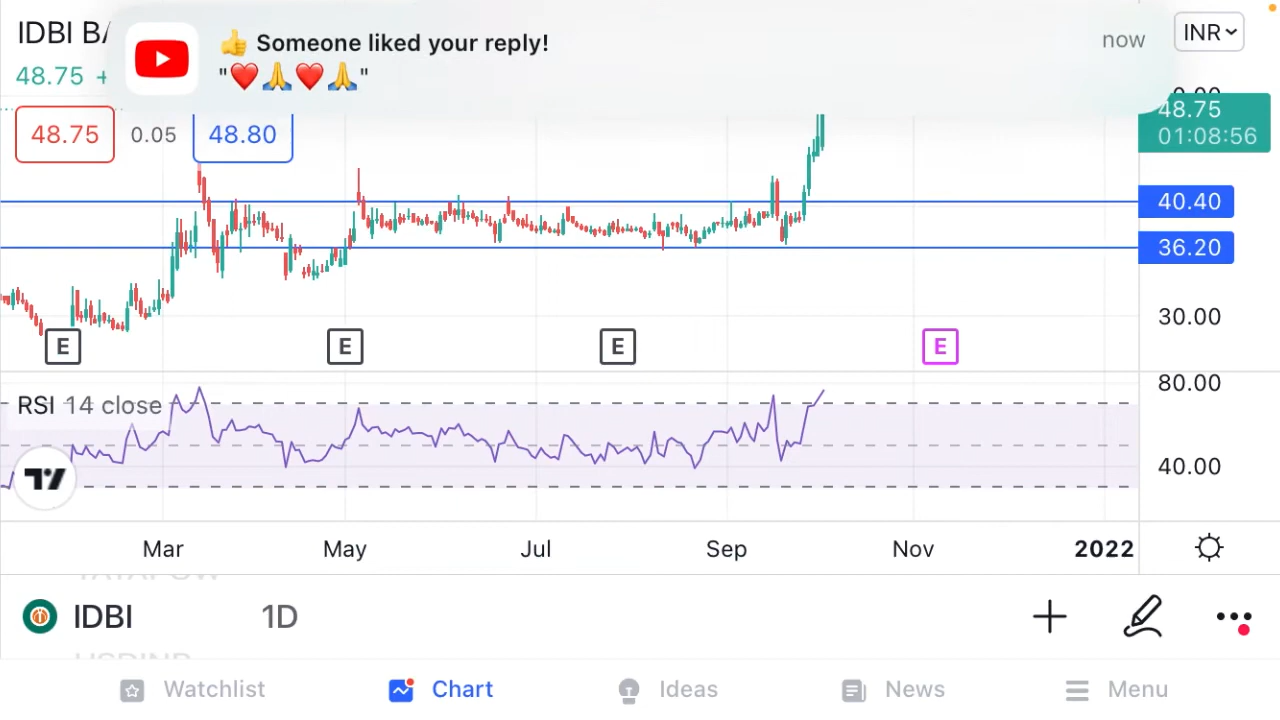 IDBI BA
👍 Someone liked your reply!
now
INR
48.75 +
"❤️🙏❤️🙏"
48.75
01:08:56
48.75
0.05
48.80
40.40
36.20
30.00
E
E
E
E
80.00
RSI 14 close
40.00
Mar
May
Jul
Sep
Nov
2022
IDBI
1D
Watchlist
Chart
Ideas
News
Menu